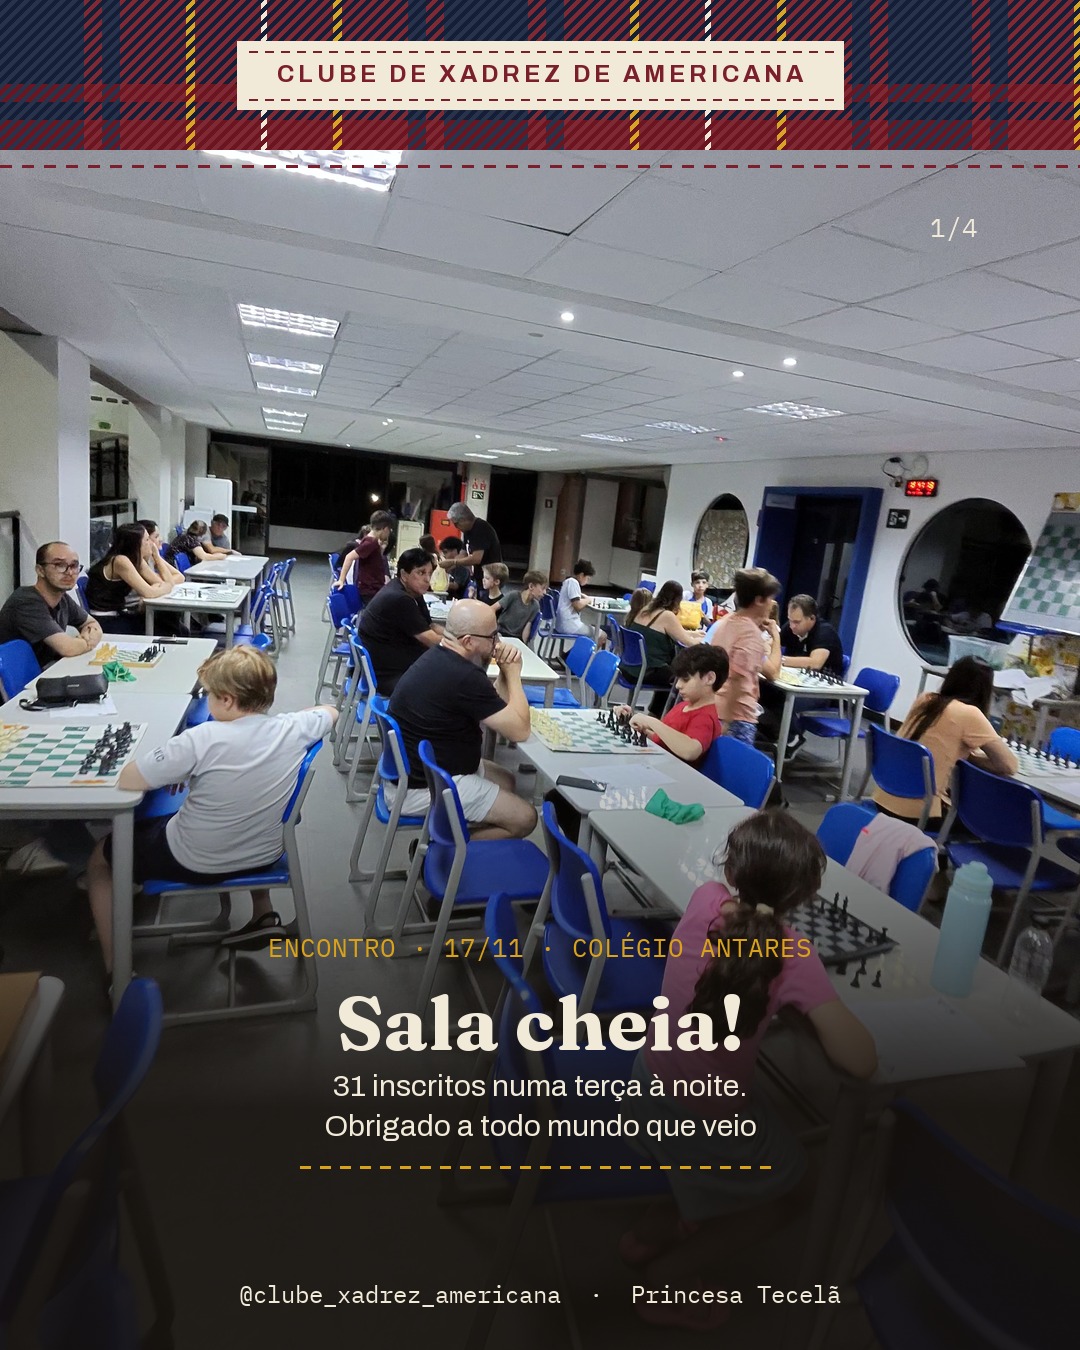 CLUBE DE XADREZ DE AMERICANA
1/4
ENCONTRO · 17/11 · COLÉGIO ANTARES
Sala cheia!
31 inscritos numa terça à noite.
Obrigado a todo mundo que veio
@clube_xadrez_americana · Princesa Tecelã